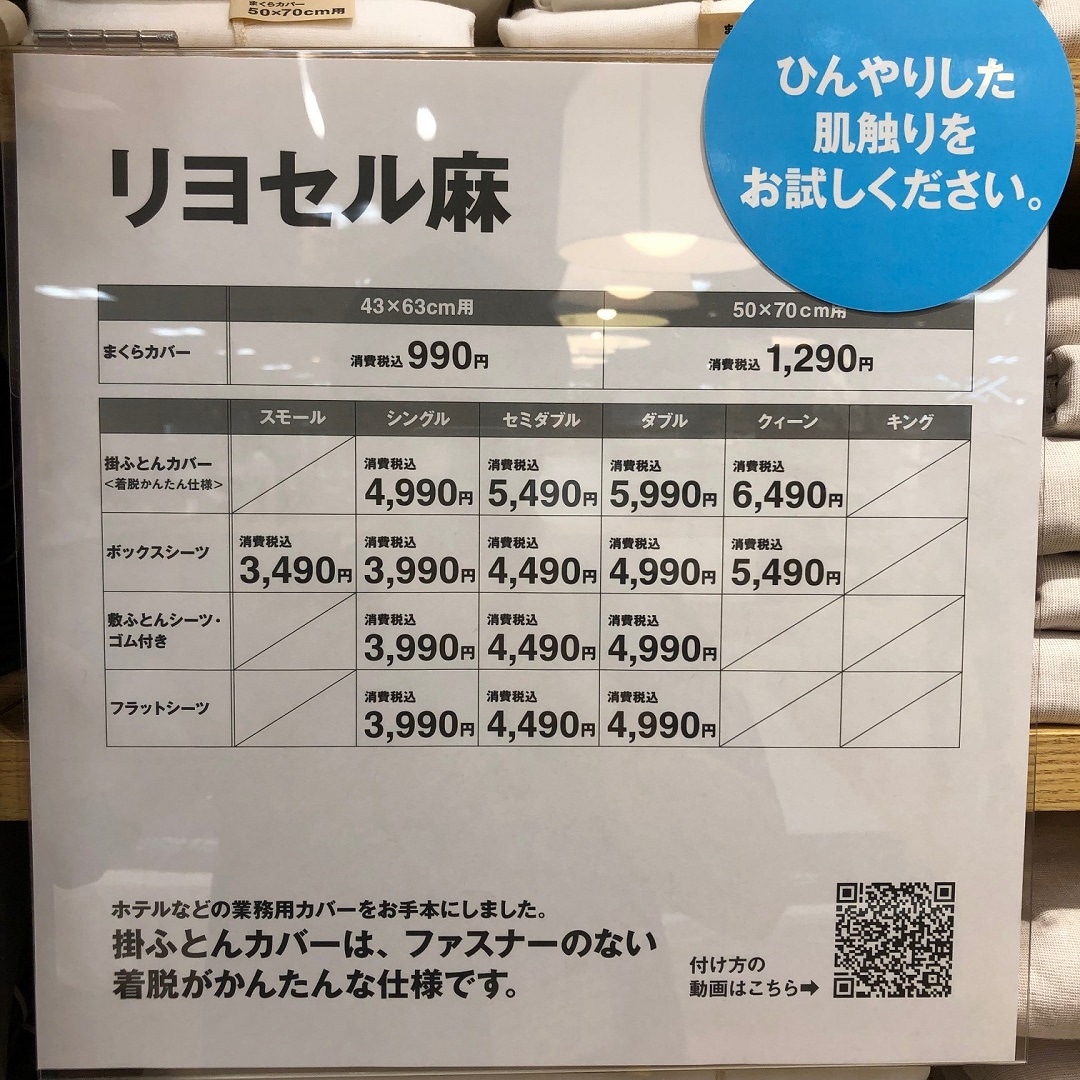 まくらカバー
50×70cm用
ひんやりした
肌触りを
お試しください。
リヨセル麻
43×63cm用 50×70cm用
まくらカバー 消費税込990円 消費税込1,290円
スモール シングル セミダブル ダブル クィーン キング
掛ふとんカバー
＜着脱かんたん仕様＞
消費税込 消費税込 消費税込 消費税込
4,990円 5,490円 5,990円 6,490円
ボックスシーツ
消費税込 消費税込 消費税込 消費税込 消費税込
3,490円 3,990円 4,490円 4,990円 5,490円
敷ふとんシーツ・
ゴム付き
消費税込 消費税込 消費税込
3,990円 4,490円 4,990円
フラットシーツ
消費税込 消費税込 消費税込
3,990円 4,490円 4,990円
ホテルなどの業務用カバーをお手本にしました。
掛ふとんカバーは、ファスナーのない
着脱がかんたんな仕様です。
付け方の
動画はこちら➡